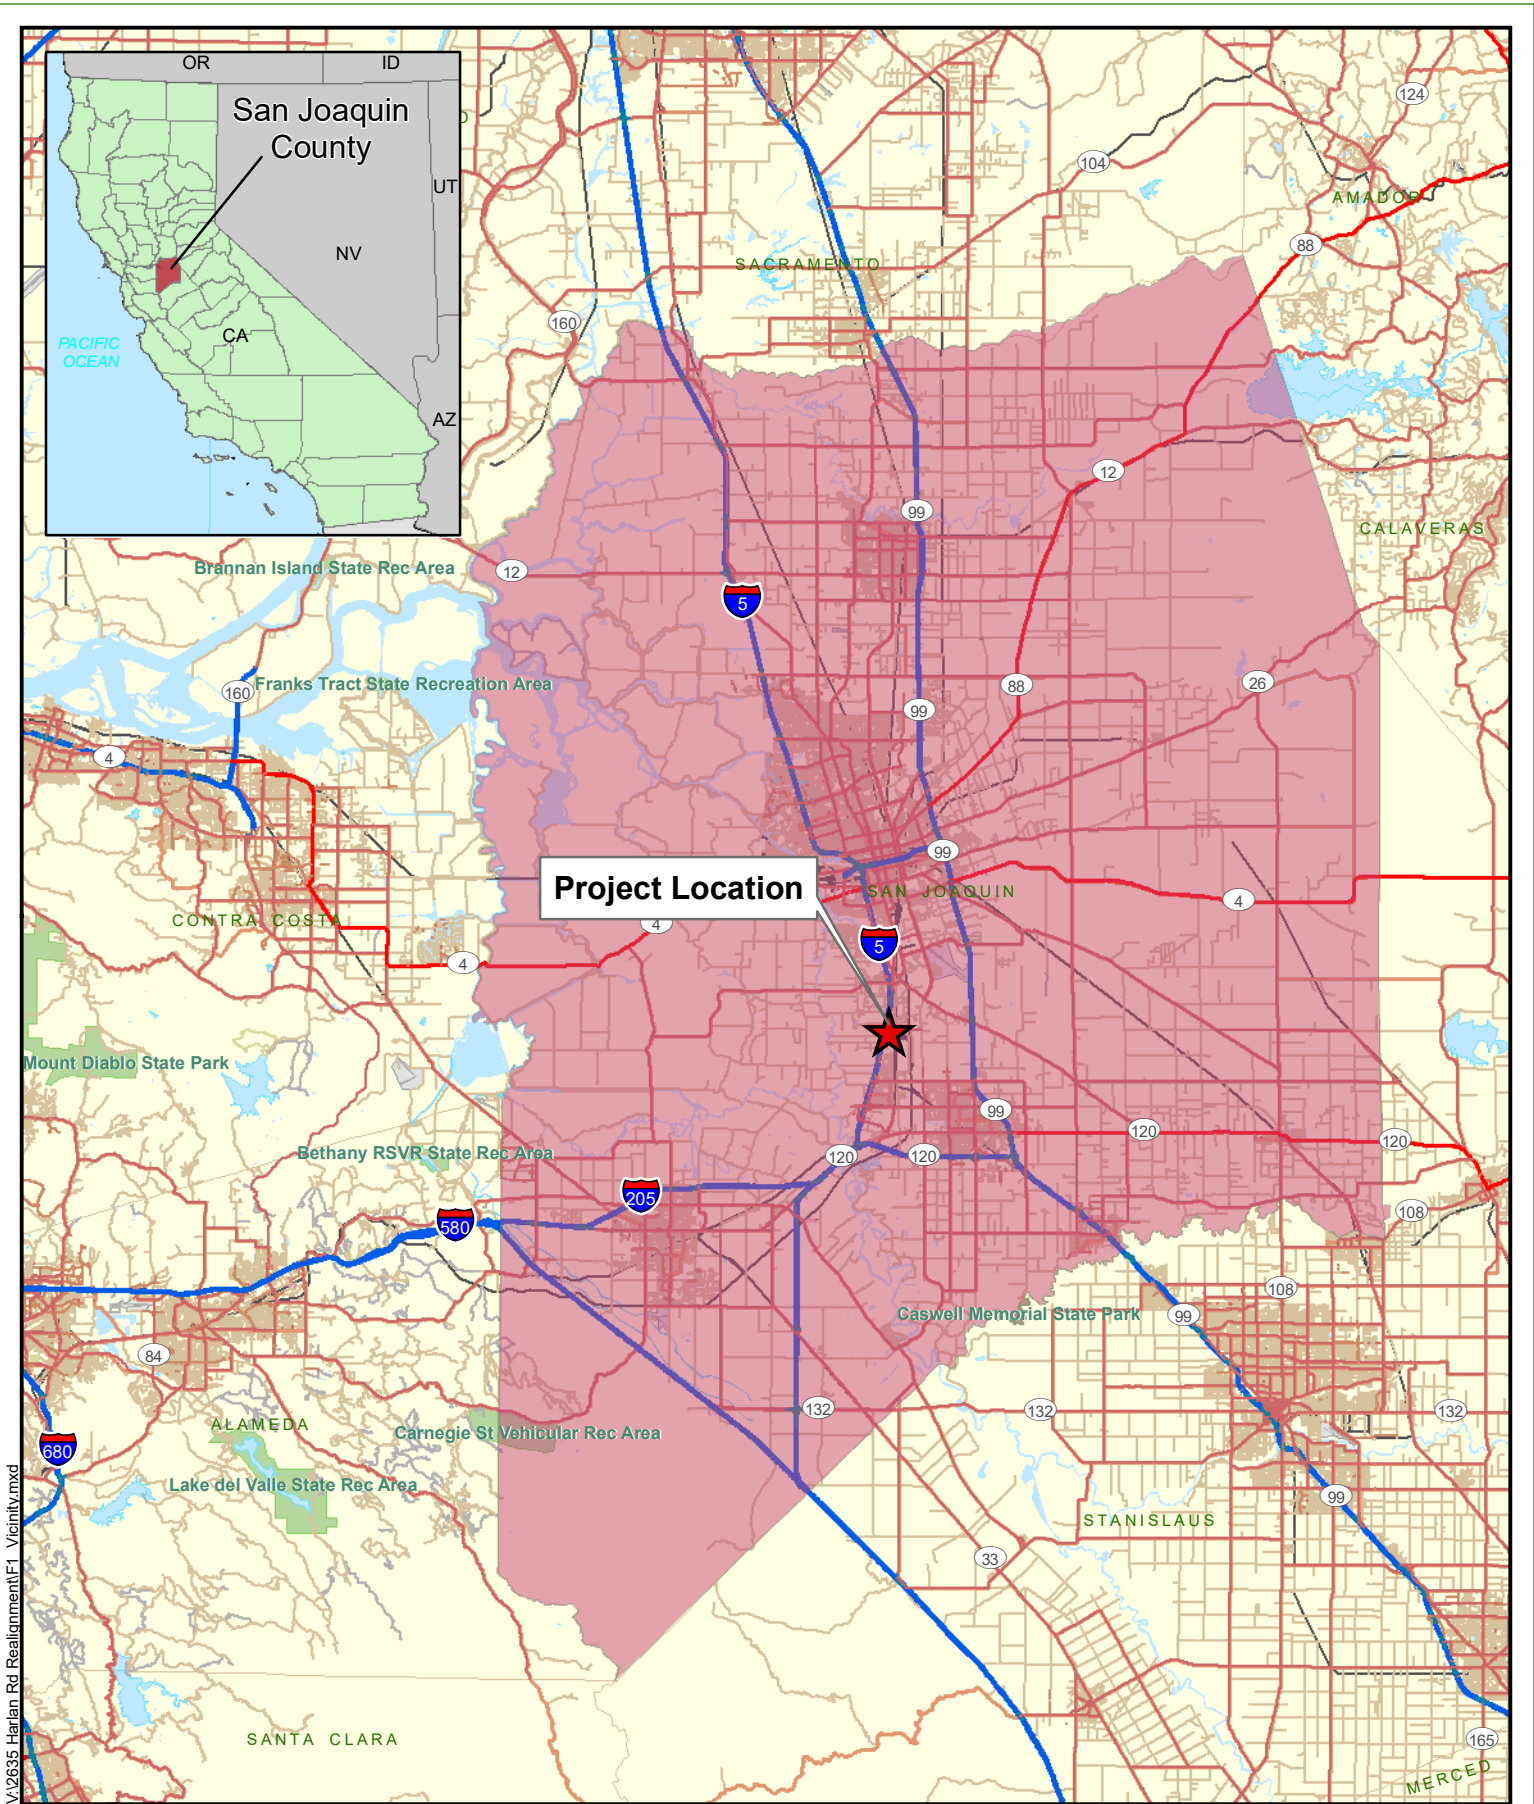 OR
ID
San Joaquin
County
UT
NV
CA
PACIFIC
OCEAN
AZ
124
104
AMADOR
88
SACRAMENTO
160
12
99
CALAVERAS
Brannan Island State Rec Area
12
5
160
Franks Tract State Recreation Area
88
26
99
4
99
Project Location
SAN JOAQUIN
4
CONTRA COSTA
4
5
4
Mount Diablo State Park
99
120
120
Bethany RSVR State Rec Area
120
120
205
580
108
108
Caswell Memorial State Park
99
84
132
132
132
ALAMEDA
Carnegie St Vehicular Rec Area
680
Lake del Valle State Rec Area
99
STANISLAUS
33
SANTA CLARA
165
MERCED
V:\2635 Harlan Rd Realignment\F1 Vicinity.mxd